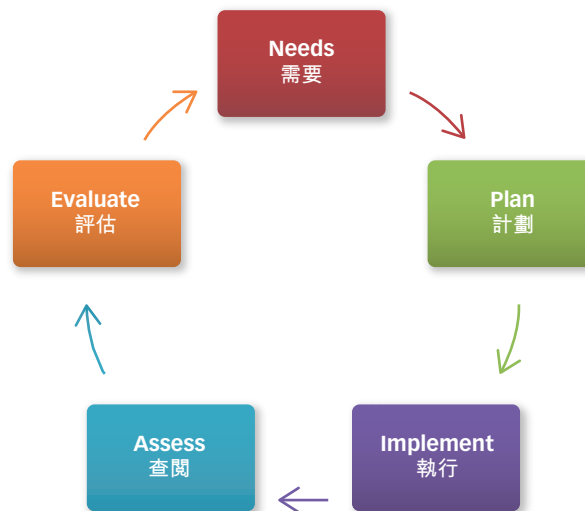 Needs
需要
Plan
計劃
Implement
執行
Assess
查閱
Evaluate
評估